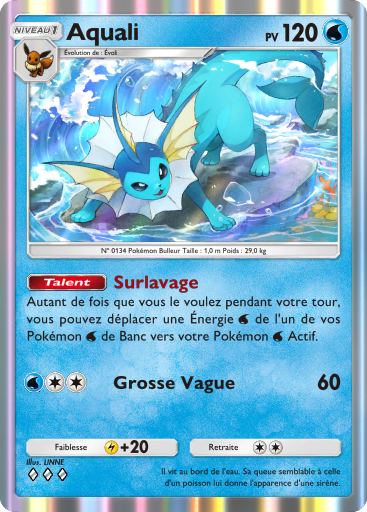 NIVEAU 1
Aquali
PV 120
Évolution de : Évoli
N° 0134 Pokémon Bulleur Taille : 1,0 m Poids : 29,0 kg
Talent Surlavage
Autant de fois que vous le voulez pendant votre tour,
vous pouvez déplacer une Énergie de l'un de vos
Pokémon de Banc vers votre Pokémon Actif.
Grosse Vague 60
Faiblesse +20
Retraite
Illus. LINNE
Il vit au bord de l'eau. Sa queue semblable à celle
d'un poisson lui donne l'apparence d'une sirène.